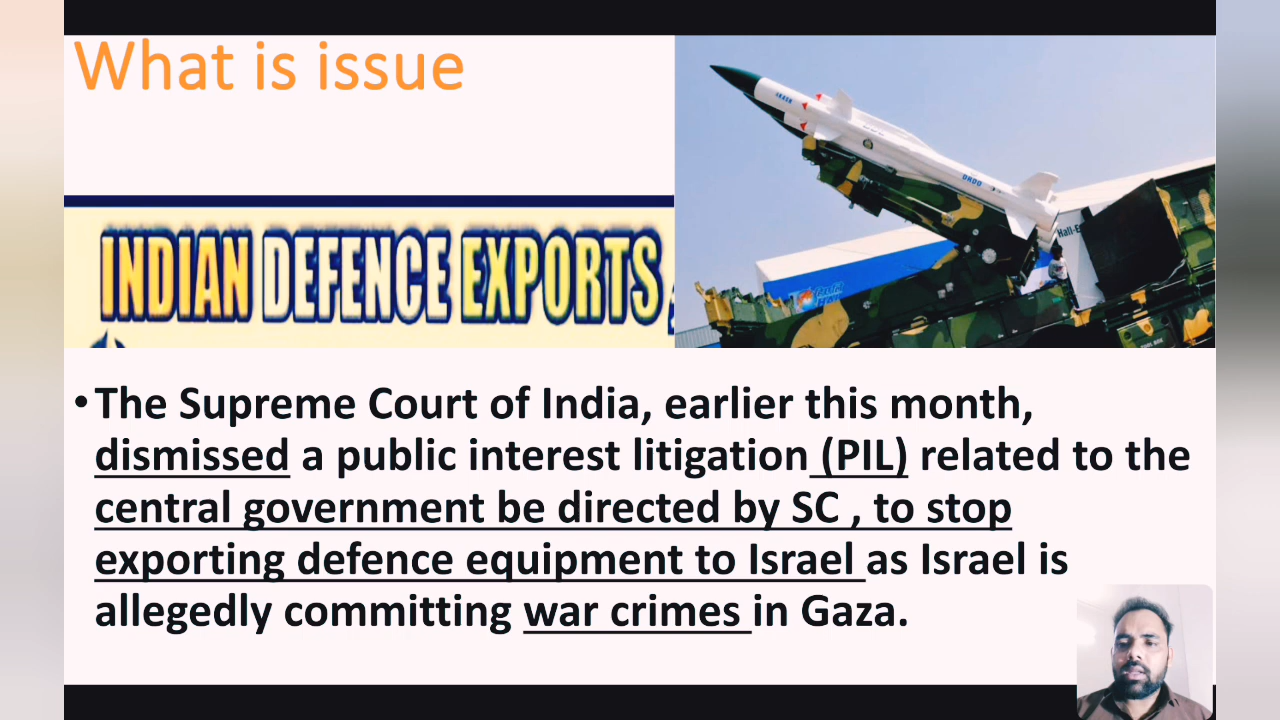 What is issue
INDIAN DEFENCE EXPORTS
DRDO
• The Supreme Court of India, earlier this month,
dismissed a public interest litigation (PIL) related to the
central government be directed by SC , to stop
exporting defence equipment to Israel as Israel is
allegedly committing war crimes in Gaza.